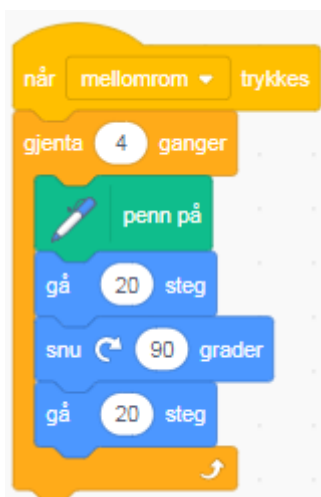 når mellomrom trykkes
gjenta 4 ganger
penn på
gå 20 steg
snu 90 grader
gå 20 steg